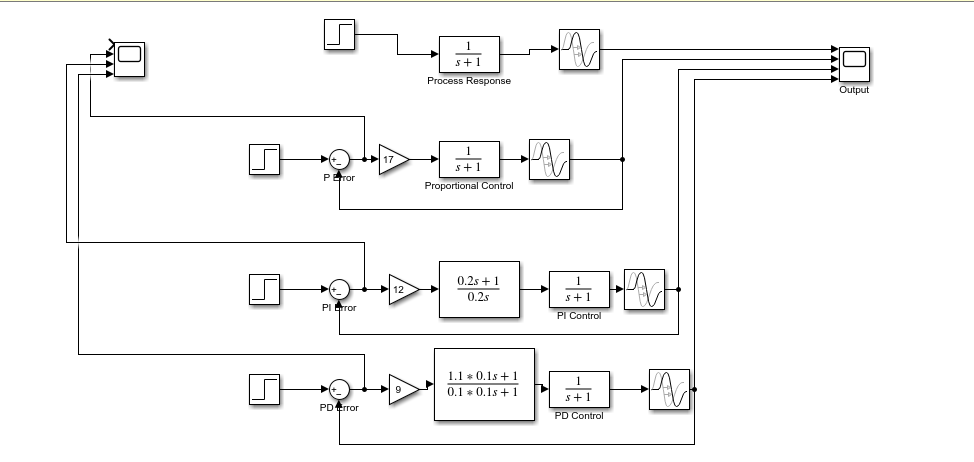 1
s + 1
Process Response
Output
+
−
17
1
s + 1
P Error
Proportional Control
+
−
12
0.2s + 1
0.2s
1
s + 1
PI Error
PI Control
+
−
9
1.1 * 0.1s + 1
0.1 * 0.1s + 1
1
s + 1
PD Error
PD Control